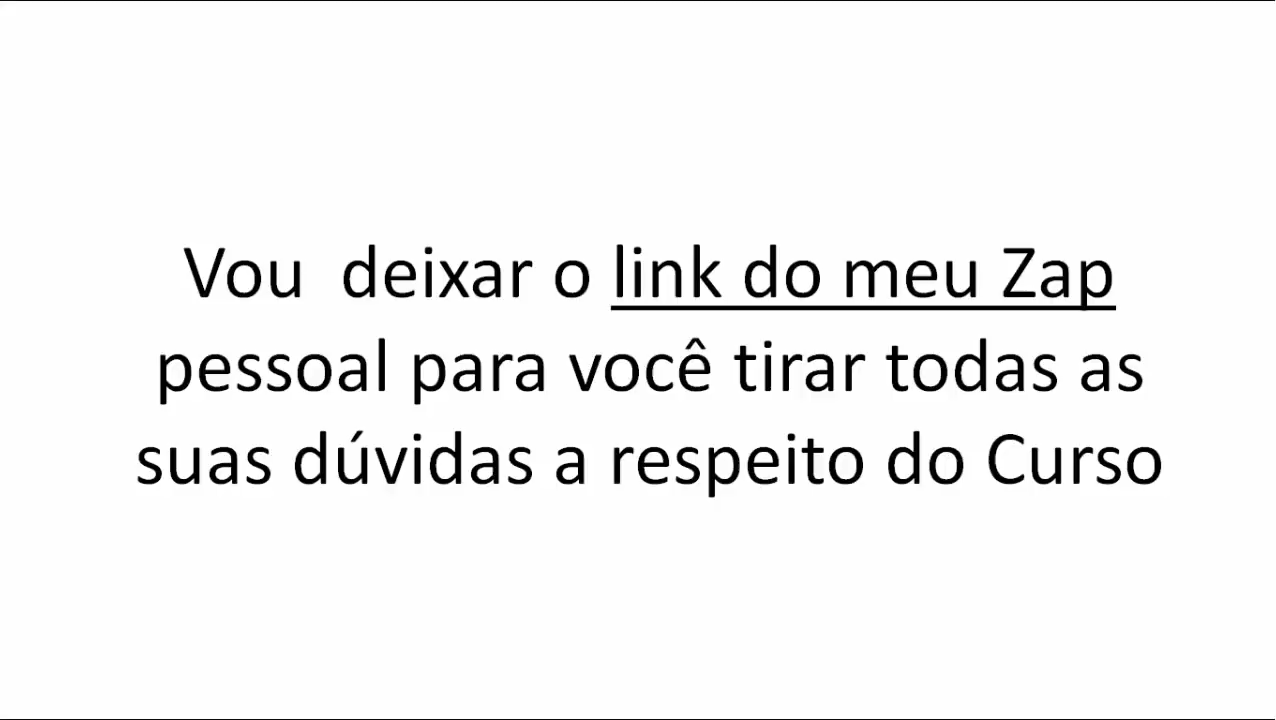 Vou  deixar o link do meu Zap
pessoal para você tirar todas as
suas dúvidas a respeito do Curso